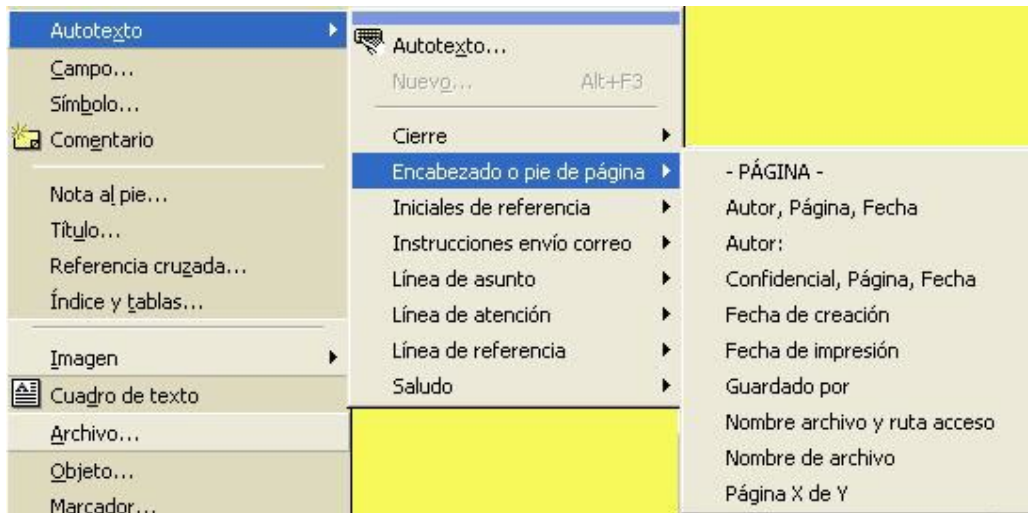 Autotexto
Campo...
Símbolo...
Comentario
Nota al pie...
Título...
Referencia cruzada...
Índice y tablas...
Imagen
Cuadro de texto
Archivo...
Objeto...
Marcador...
Autotexto...
Nuevo... Alt+F3
Cierre
Encabezado o pie de página
Iniciales de referencia
Instrucciones envío correo
Línea de asunto
Línea de atención
Línea de referencia
Saludo
- PÁGINA -
Autor, Página, Fecha
Autor:
Confidencial, Página, Fecha
Fecha de creación
Fecha de impresión
Guardado por
Nombre archivo y ruta acceso
Nombre de archivo
Página X de Y